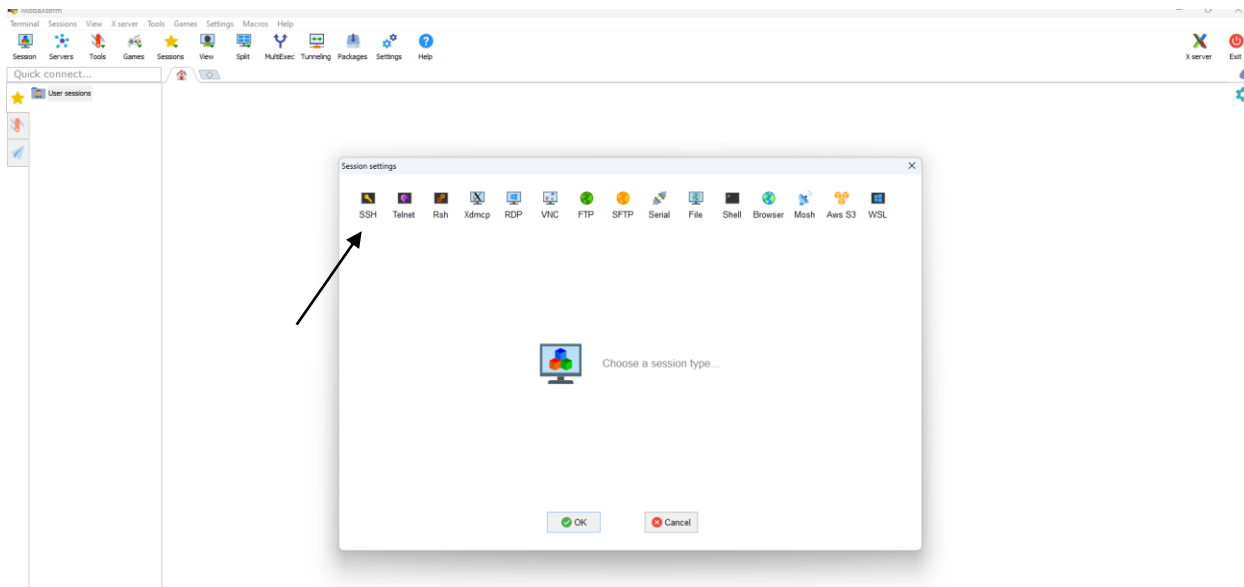 MobaXterm
Terminal Sessions View X server Tools Games Settings Macros Help
Session Servers Tools Games Sessions View Split MultiExec Tunneling Packages Settings Help X server Exit
Quick connect...
User sessions
Session settings
SSH Telnet Rsh Xdmcp RDP VNC FTP SFTP Serial File Shell Browser Mosh Aws S3 WSL
Choose a session type...
OK Cancel